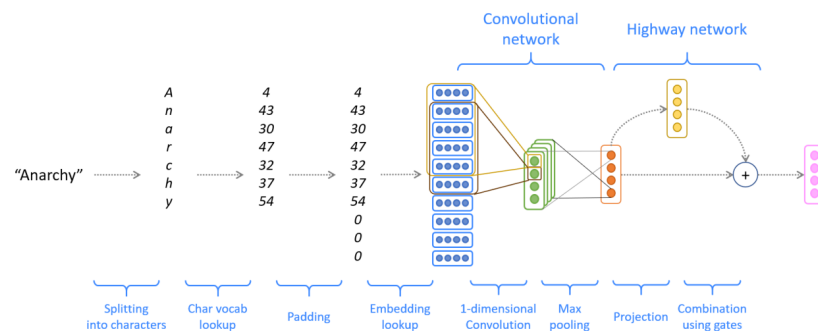 Convolutional
network
Highway network
A 4 4
n 43 43
a 30 30
r 47 47
c 32 32
h 37 37
y 54 54
0
0
0
"Anarchy"
+
Splitting
into characters
Char vocab
lookup
Padding
Embedding
lookup
1-dimensional
Convolution
Max
pooling
Projection
Combination
using gates